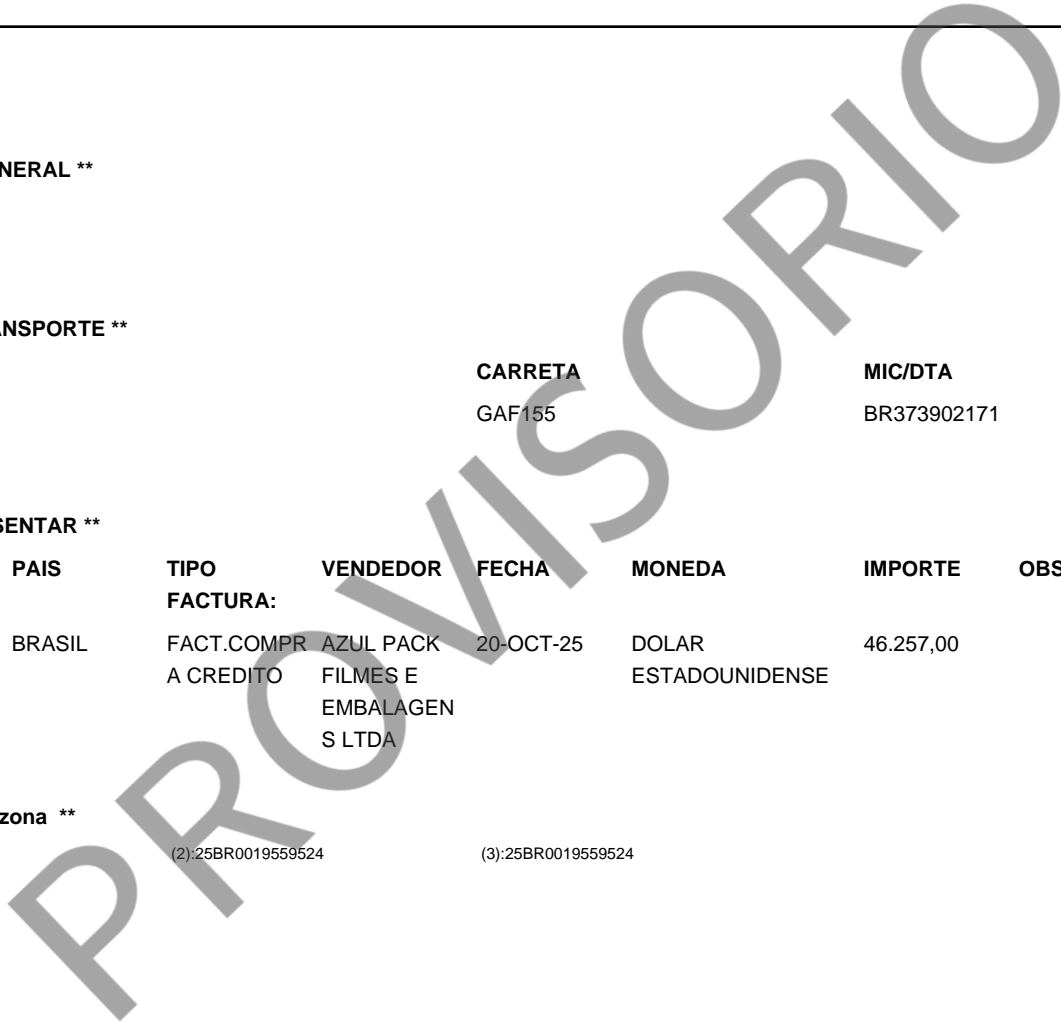 NERAL **
ANSPORTE **
CARRETA MIC/DTA
GAF155 BR373902171
SENTAR **
PAIS TIPO VENDEDOR FECHA MONEDA IMPORTE OBS
FACTURA:
BRASIL FACT.COMPR AZUL PACK 20-OCT-25 DOLAR 46.257,00
A CREDITO FILMES E ESTADOUNIDENSE
EMBALAGEN
S LTDA
zona **
(2):25BR0019559524 (3):25BR0019559524
PROVISORIO